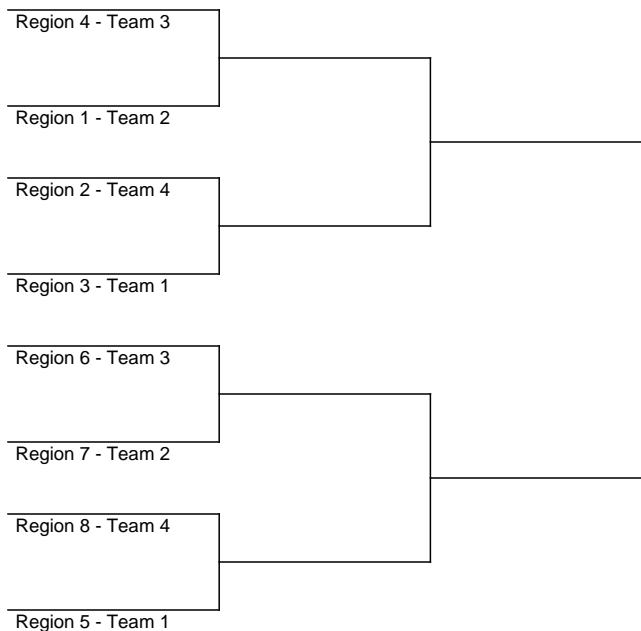 Region 4 - Team 3
Region 1 - Team 2
Region 2 - Team 4
Region 3 - Team 1
Region 6 - Team 3
Region 7 - Team 2
Region 8 - Team 4
Region 5 - Team 1